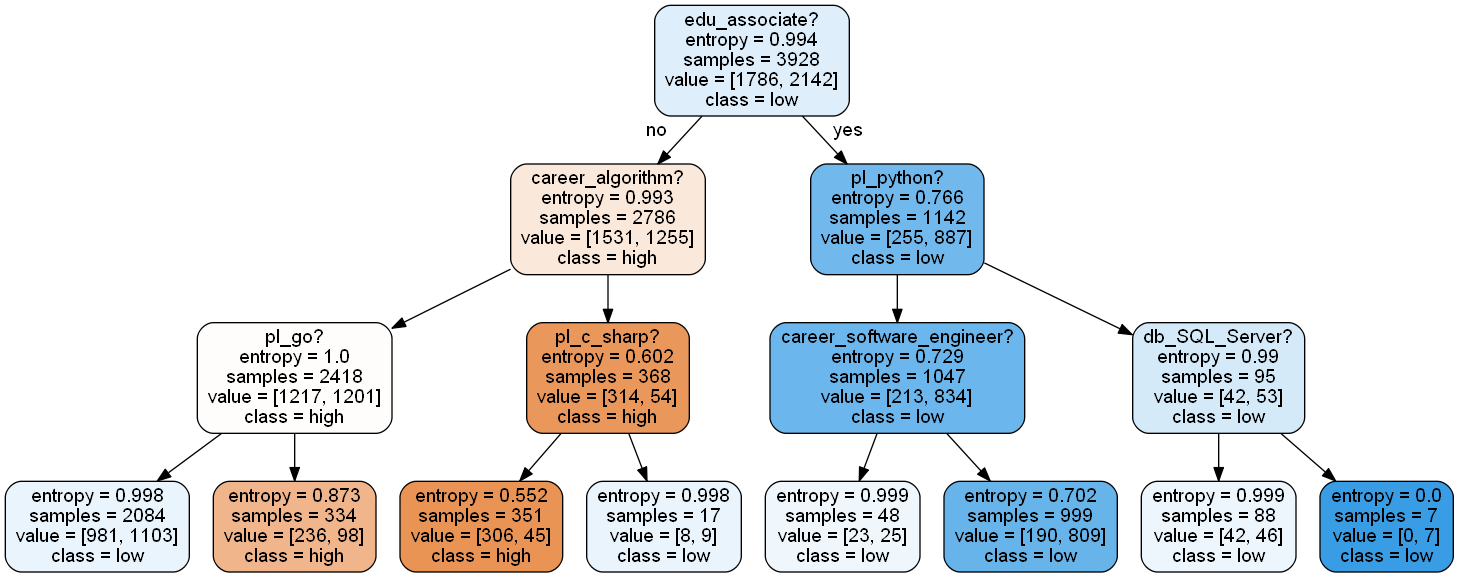 edu_associate?
entropy = 0.994
samples = 3928
value = [1786, 2142]
class = low
no
yes
career_algorithm?
entropy = 0.993
samples = 2786
value = [1531, 1255]
class = high
pl_python?
entropy = 0.766
samples = 1142
value = [255, 887]
class = low
pl_go?
entropy = 1.0
samples = 2418
value = [1217, 1201]
class = high
pl_c_sharp?
entropy = 0.602
samples = 368
value = [314, 54]
class = high
career_software_engineer?
entropy = 0.729
samples = 1047
value = [213, 834]
class = low
db_SQL_Server?
entropy = 0.99
samples = 95
value = [42, 53]
class = low
entropy = 0.998
samples = 2084
value = [981, 1103]
class = low
entropy = 0.873
samples = 334
value = [236, 98]
class = high
entropy = 0.552
samples = 351
value = [306, 45]
class = high
entropy = 0.998
samples = 17
value = [8, 9]
class = low
entropy = 0.999
samples = 48
value = [23, 25]
class = low
entropy = 0.702
samples = 999
value = [190, 809]
class = low
entropy = 0.999
samples = 88
value = [42, 46]
class = low
entropy = 0.0
samples = 7
value = [0, 7]
class = low